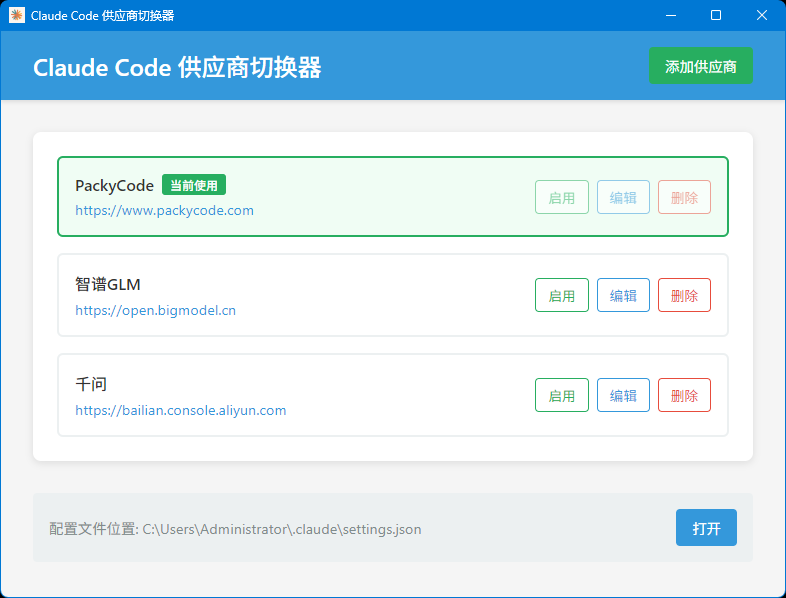 Claude Code 供应商切换器
Claude Code 供应商切换器
添加供应商
PackyCode 当前使用
https://www.packycode.com
启用 编辑 删除
智谱GLM
https://open.bigmodel.cn
启用 编辑 删除
千问
https://bailian.console.aliyun.com
启用 编辑 删除
配置文件位置: C:\Users\Administrator\.claude\settings.json
打开